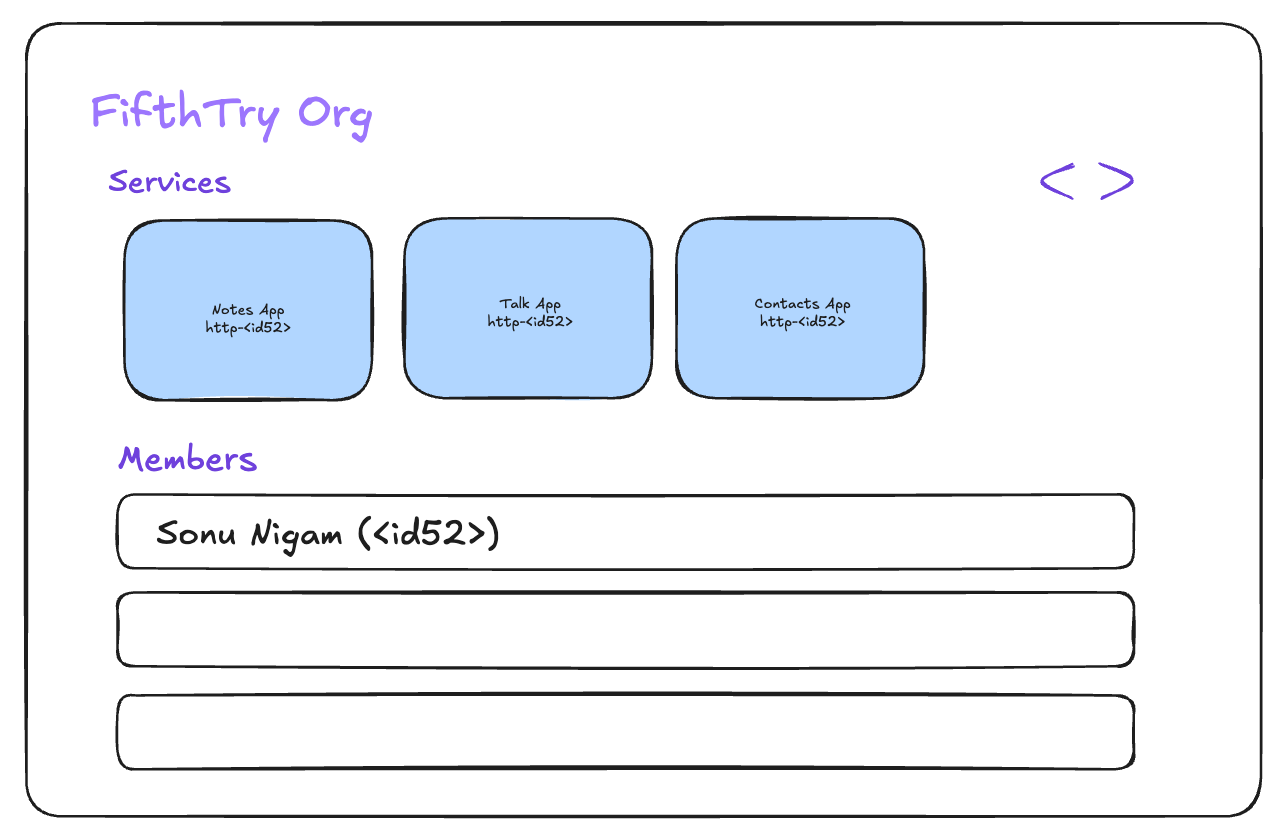 FifthTry Org
Services
< >
Notes App
http-<id52>
Talk App
http-<id52>
Contacts App
http-<id52>
Members
Sonu Nigam (<id52>)